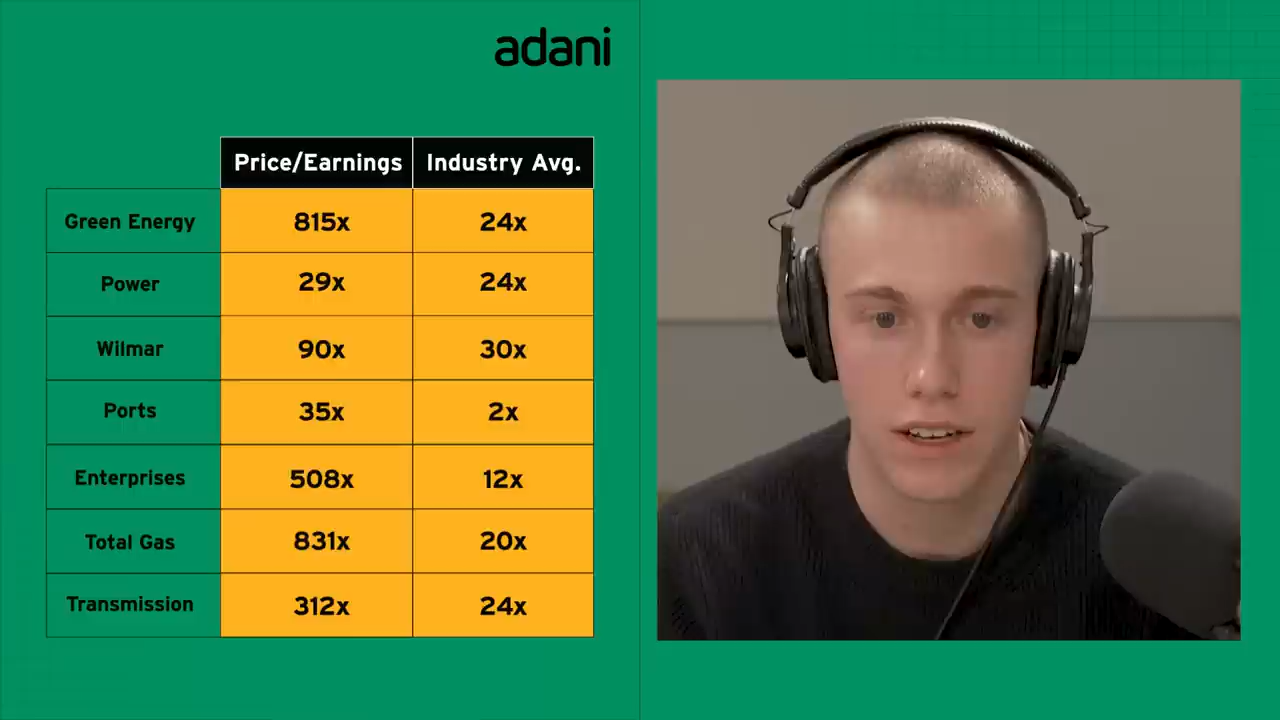 adani
Price/Earnings Industry Avg.
Green Energy 815x 24x
Power 29x 24x
Wilmar 90x 30x
Ports 35x 2x
Enterprises 508x 12x
Total Gas 831x 20x
Transmission 312x 24x